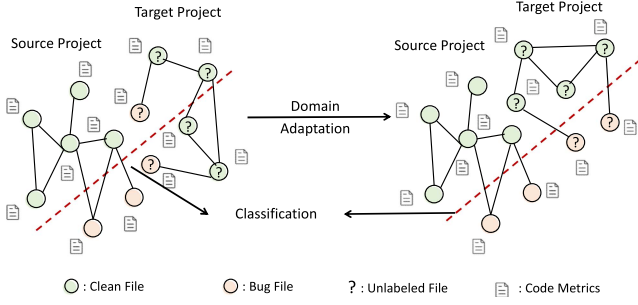 Target Project
Source Project
? ?
?
?
? ?
Domain
Adaptation
Target Project
Source Project
? ?
?
?
?
?
Classification
: Clean File
: Bug File
? : Unlabeled File
: Code Metrics